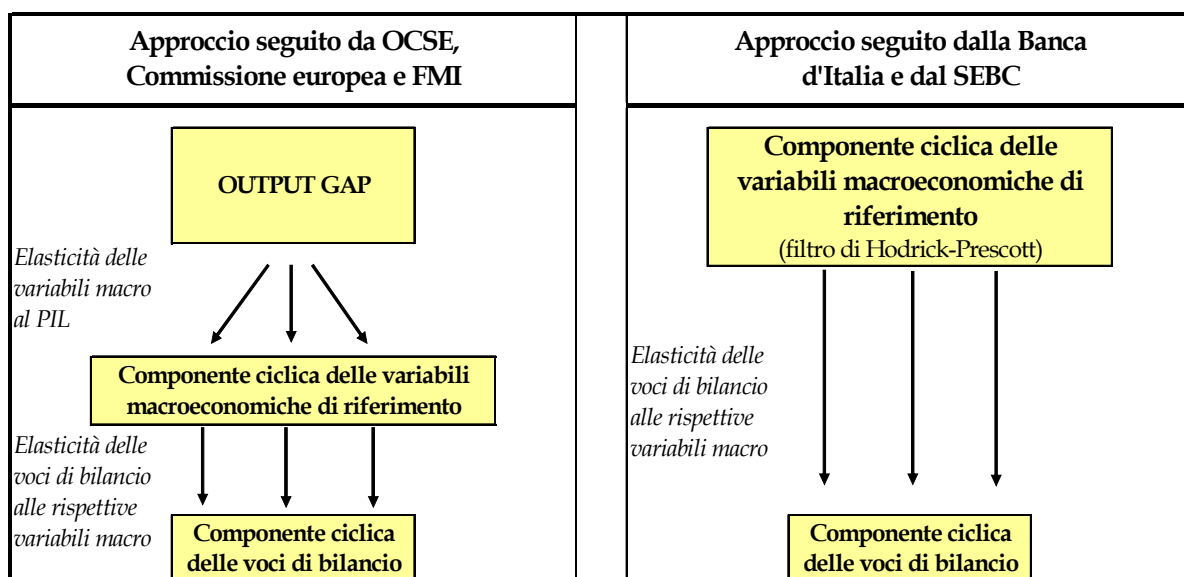 Approccio seguito da OCSE,
Commissione europea e FMI
OUTPUT GAP
Elasticità delle
variabili macro
al PIL
Componente ciclica delle variabili
macroeconomiche di riferimento
Elasticità delle
voci di bilancio
alle rispettive
variabili macro
Componente ciclica
delle voci di bilancio
Approccio seguito dalla Banca
d'Italia e dal SEBC
Componente ciclica delle
variabili macroeconomiche di
riferimento
(filtro di Hodrick-Prescott)
Elasticità delle
voci di bilancio
alle rispettive
variabili macro
Componente ciclica
delle voci di bilancio